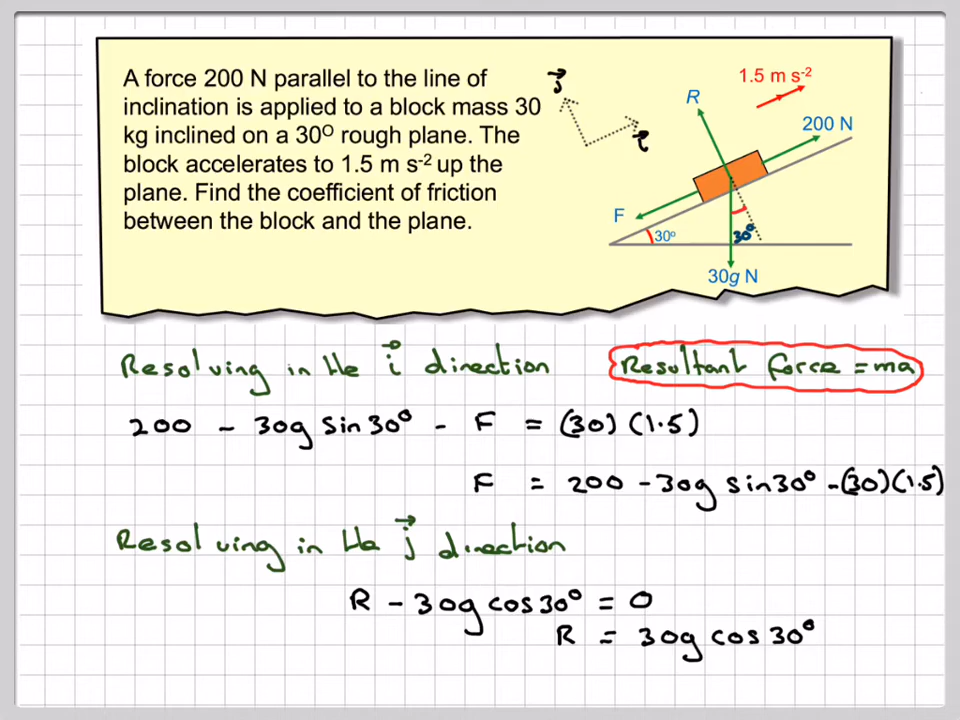 A force 200 N parallel to the line of
inclination is applied to a block mass 30
kg inclined on a 30⁰ rough plane. The
block accelerates to 1.5 m s⁻² up the
plane. Find the coefficient of friction
between the block and the plane.
j
i
1.5 m s⁻²
R
200 N
F
30°
30°
30g N
Resolving in the i direction
Resultant force = ma
200 - 30g sin30° - F = (30)(1.5)
F = 200 - 30g sin30° - (30)(1.5)
Resolving in the j direction
R - 30g cos30° = 0
R = 30g cos30°